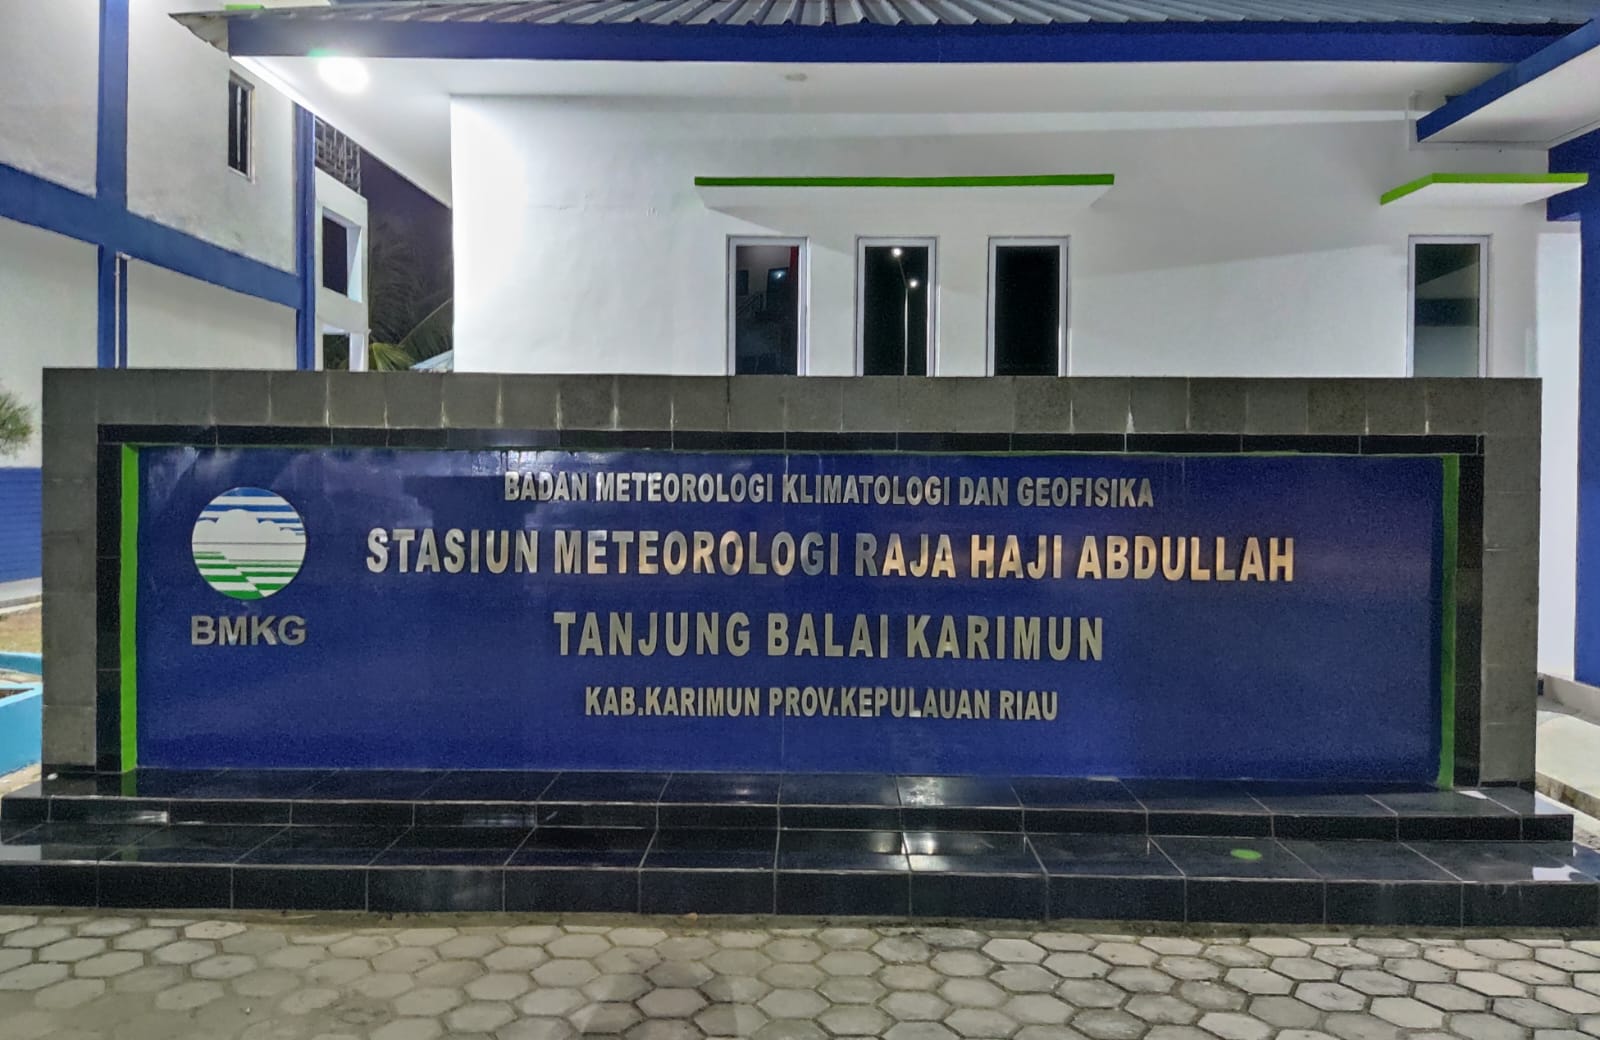 BADAN METEOROLOGI KLIMATOLOGI DAN GEOFISIKA
STASIUN METEOROLOGI RAJA HAJI ABDULLAH
TANJUNG BALAI KARIMUN
KAB.KARIMUN PROV.KEPULAUAN RIAU
BMKG